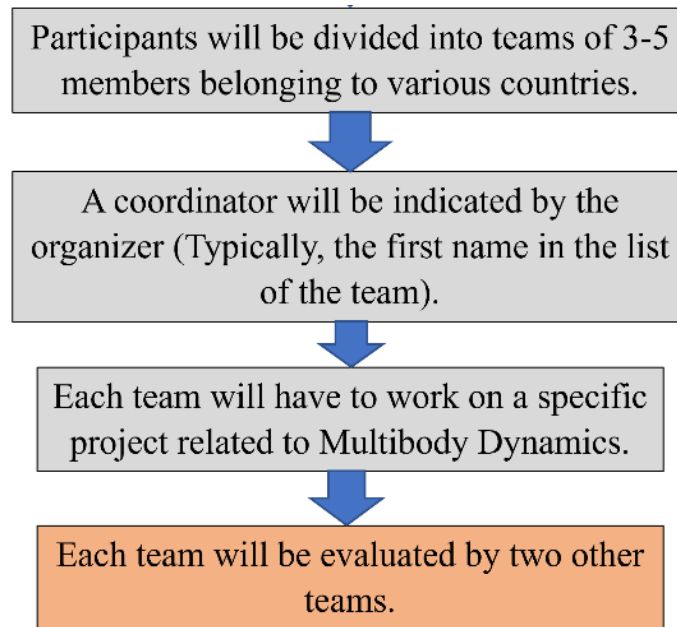 Participants will be divided into teams of 3-5
members belonging to various countries.
A coordinator will be indicated by the
organizer (Typically, the first name in the list
of the team).
Each team will have to work on a specific
project related to Multibody Dynamics.
Each team will be evaluated by two other
teams.